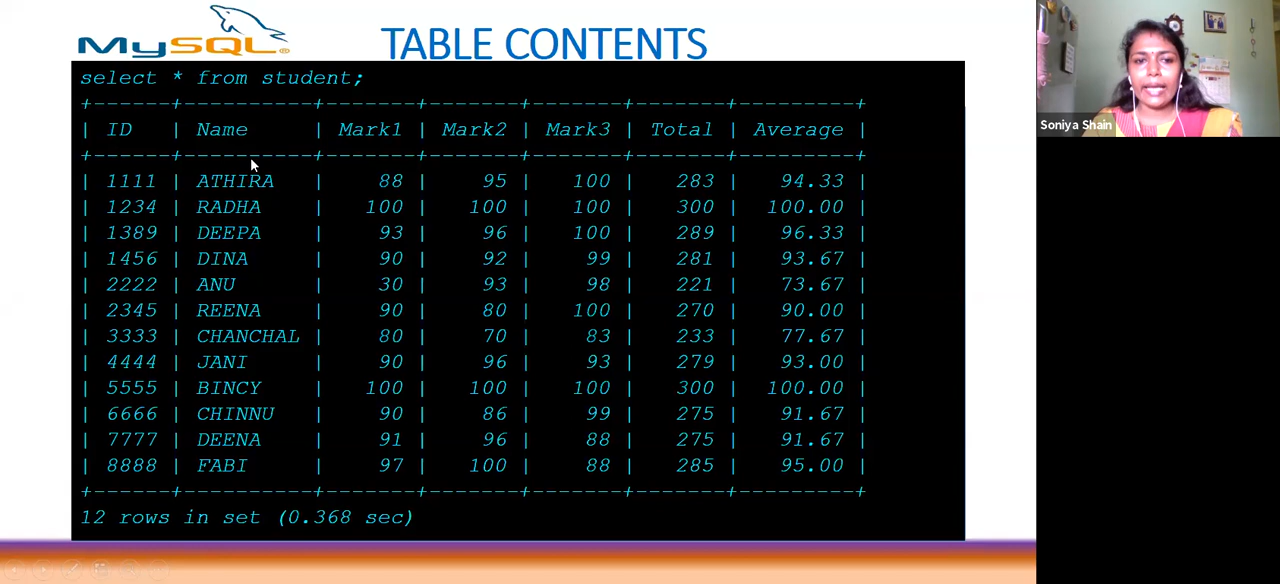 MySQL
TABLE CONTENTS
select * from student;
+------+----------+-------+-------+-------+-------+---------+
| ID | Name | Mark1 | Mark2 | Mark3 | Total | Average |
+------+----------+-------+-------+-------+-------+---------+
| 1111 | ATHIRA | 88 | 95 | 100 | 283 | 94.33 |
| 1234 | RADHA | 100 | 100 | 100 | 300 | 100.00 |
| 1389 | DEEPA | 93 | 96 | 100 | 289 | 96.33 |
| 1456 | DINA | 90 | 92 | 99 | 281 | 93.67 |
| 2222 | ANU | 30 | 93 | 98 | 221 | 73.67 |
| 2345 | REENA | 90 | 80 | 100 | 270 | 90.00 |
| 3333 | CHANCHAL | 80 | 70 | 83 | 233 | 77.67 |
| 4444 | JANI | 90 | 96 | 93 | 279 | 93.00 |
| 5555 | BINCY | 100 | 100 | 100 | 300 | 100.00 |
| 6666 | CHINNU | 90 | 86 | 99 | 275 | 91.67 |
| 7777 | DEENA | 91 | 96 | 88 | 275 | 91.67 |
| 8888 | FABI | 97 | 100 | 88 | 285 | 95.00 |
+------+----------+-------+-------+-------+-------+---------+
12 rows in set (0.368 sec)
Soniya Shain